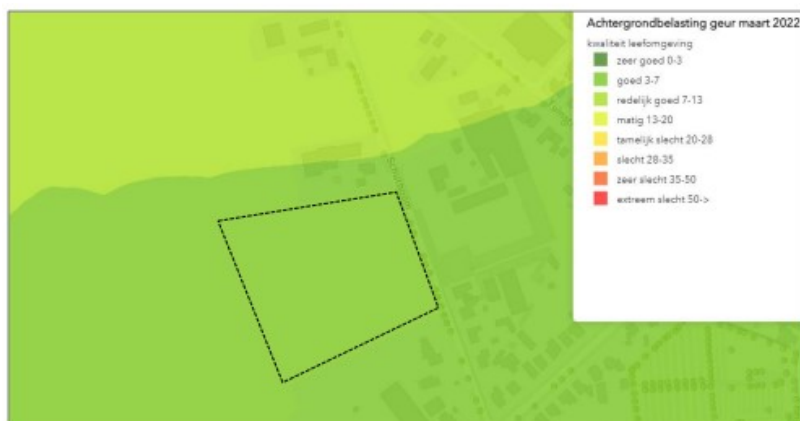 Achtergrondbelasting geur maart 2022
kwaliteit leefomgeving
zeer goed 0-3
goed 3-7
redelijk goed 7-13
matig 13-20
tamelijk slecht 20-28
slecht 28-35
zeer slecht 35-50
extreem slecht 50->